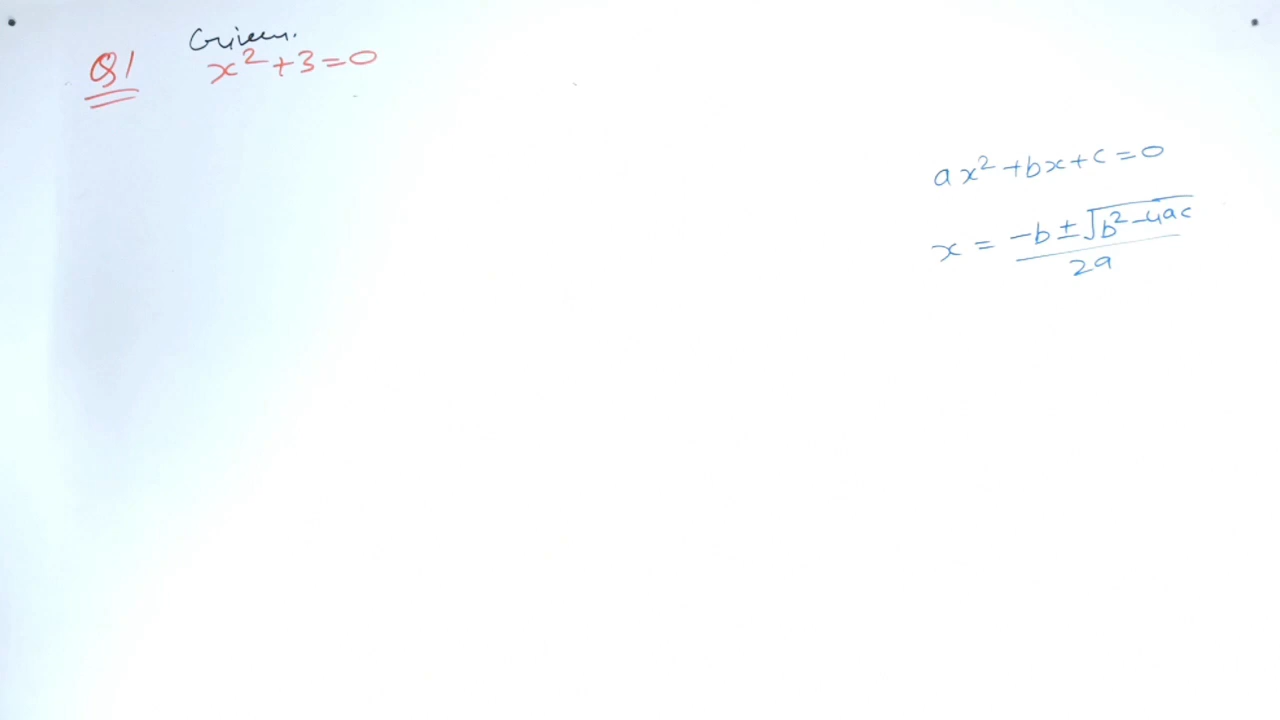 Given.
Q1 x²+3=0
ax²+bx+c=0
x = -b ± √b²-4ac / 2a